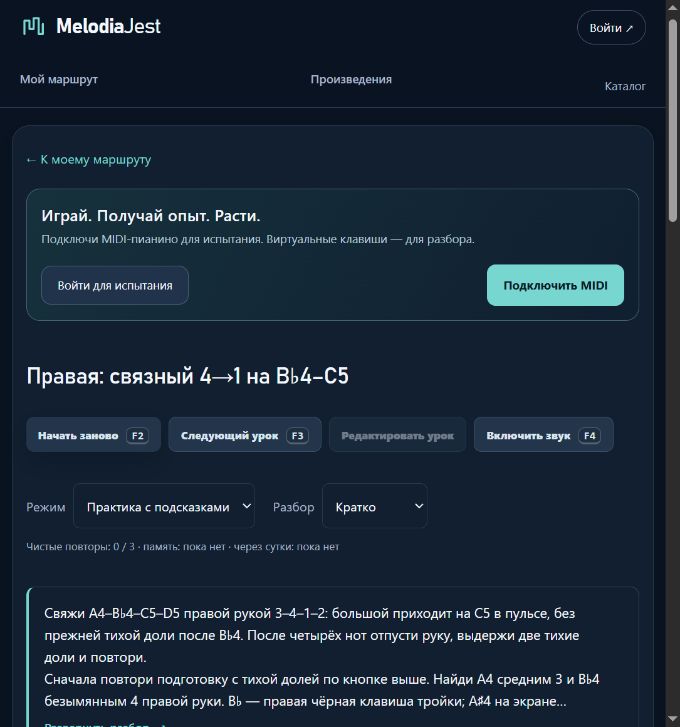 MelodiaJest
Войти ↗
Мой маршрут
Произведения
Каталог
← К моему маршруту
Играй. Получай опыт. Расти.
Подключи MIDI-пианино для испытания. Виртуальные клавиши — для разбора.
Войти для испытания
Подключить MIDI
Правая: связный 4→1 на B♭4–C5
Начать заново F2
Следующий урок F3
Редактировать урок
Включить звук F4
Режим
Практика с подсказками
Разбор
Кратко
Чистые повторы: 0 / 3 · память: пока нет · через сутки: пока нет
Свяжи A4–B♭4–C5–D5 правой рукой 3–4–1–2: большой приходит на C5 в пульсе, без
прежней тихой доли после B♭4. После четырёх нот отпусти руку, выдержи две тихие
доли и повтори.
Сначала повтори подготовку с тихой долей по кнопке выше. Найди A4 средним 3 и B♭4
безымянным 4 правой руки. B♭ — правая чёрная клавиша тройки; A♯4 на экране...